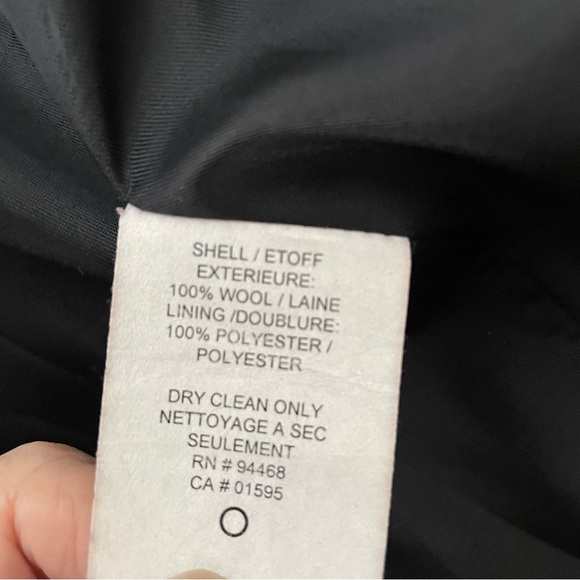 SHELL / ETOFF
EXTERIEURE:
100% WOOL / LAINE
LINING /DOUBLURE:
100% POLYESTER /
POLYESTER
DRY CLEAN ONLY
NETTOYAGE A SEC
SEULEMENT
RN # 94468
CA # 01595